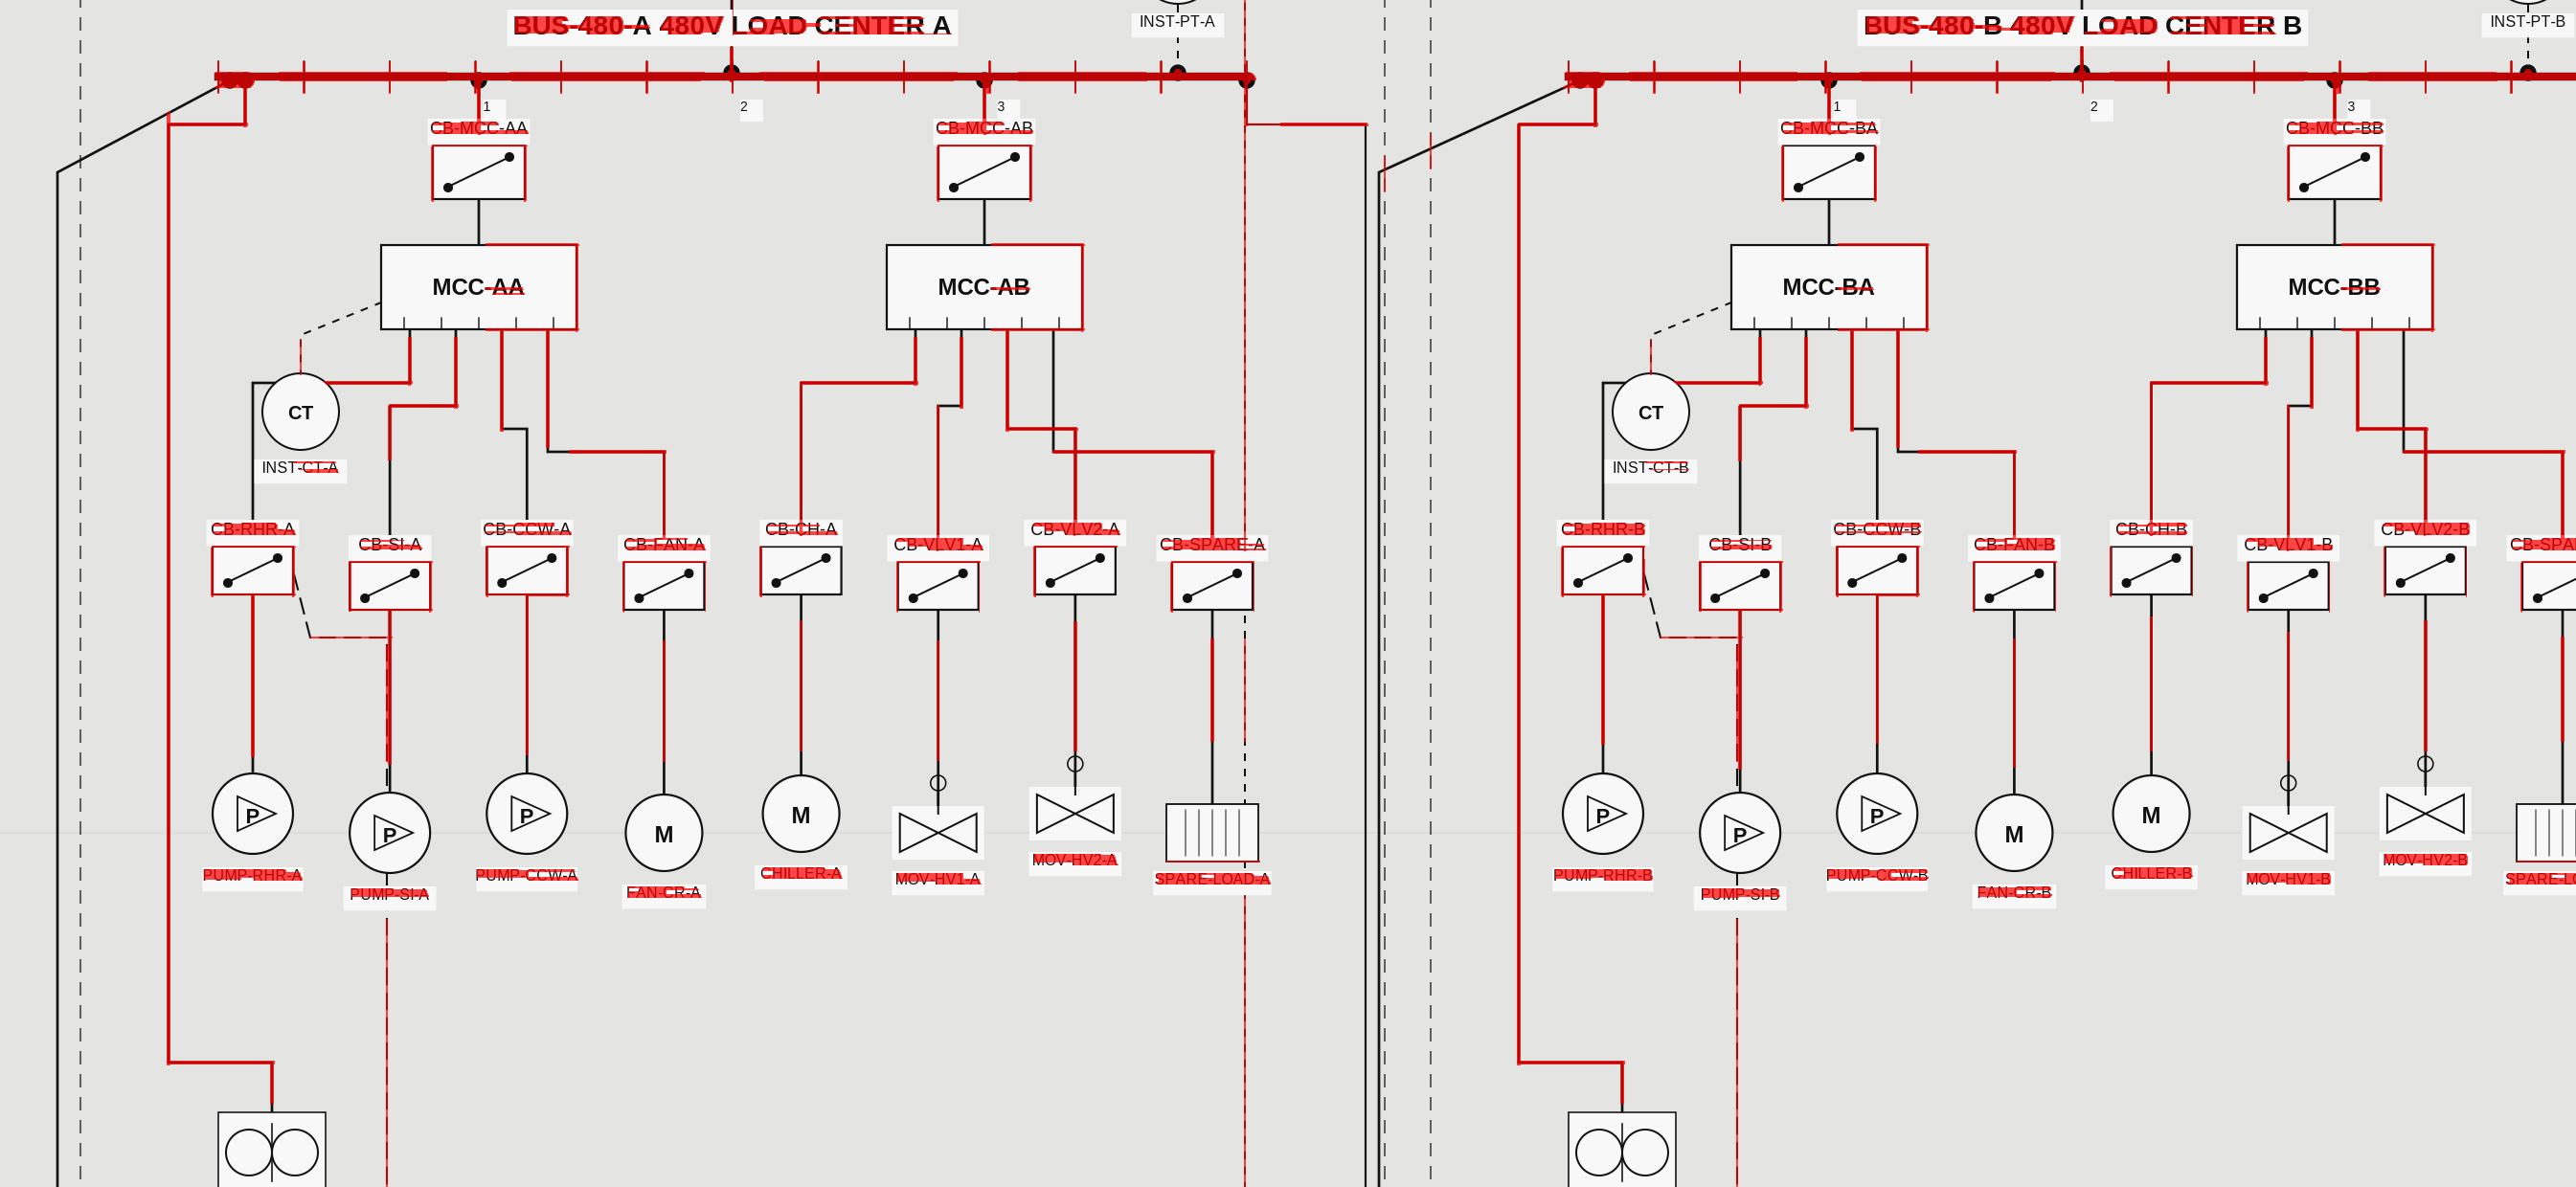 BUS-480-A 480V LOAD CENTER A
INST-PT-A
BUS-480-B 480V LOAD CENTER B
INST-PT-B
1
2
3
1
2
3
CB-MCC-AA
CB-MCC-AB
CB-MCC-BA
CB-MCC-BB
MCC-AA
MCC-AB
MCC-BA
MCC-BB
CT
CT
INST-CT-A
INST-CT-B
CB-RHR-A
CB-SI-A
CB-CCW-A
CB-FAN-A
CB-CH-A
CB-VLV1-A
CB-VLV2-A
CB-SPARE-A
CB-RHR-B
CB-SI-B
CB-CCW-B
CB-FAN-B
CB-CH-B
CB-VLV1-B
CB-VLV2-B
CB-SPA
P
P
P
M
M
P
P
P
M
M
PUMP-RHR-A
PUMP-SI-A
PUMP-CCW-A
FAN-CR-A
CHILLER-A
MOV-HV1-A
MOV-HV2-A
SPARE-LOAD-A
PUMP-RHR-B
PUMP-SI-B
PUMP-CCW-B
FAN-CR-B
CHILLER-B
MOV-HV1-B
MOV-HV2-B
SPARE-LO